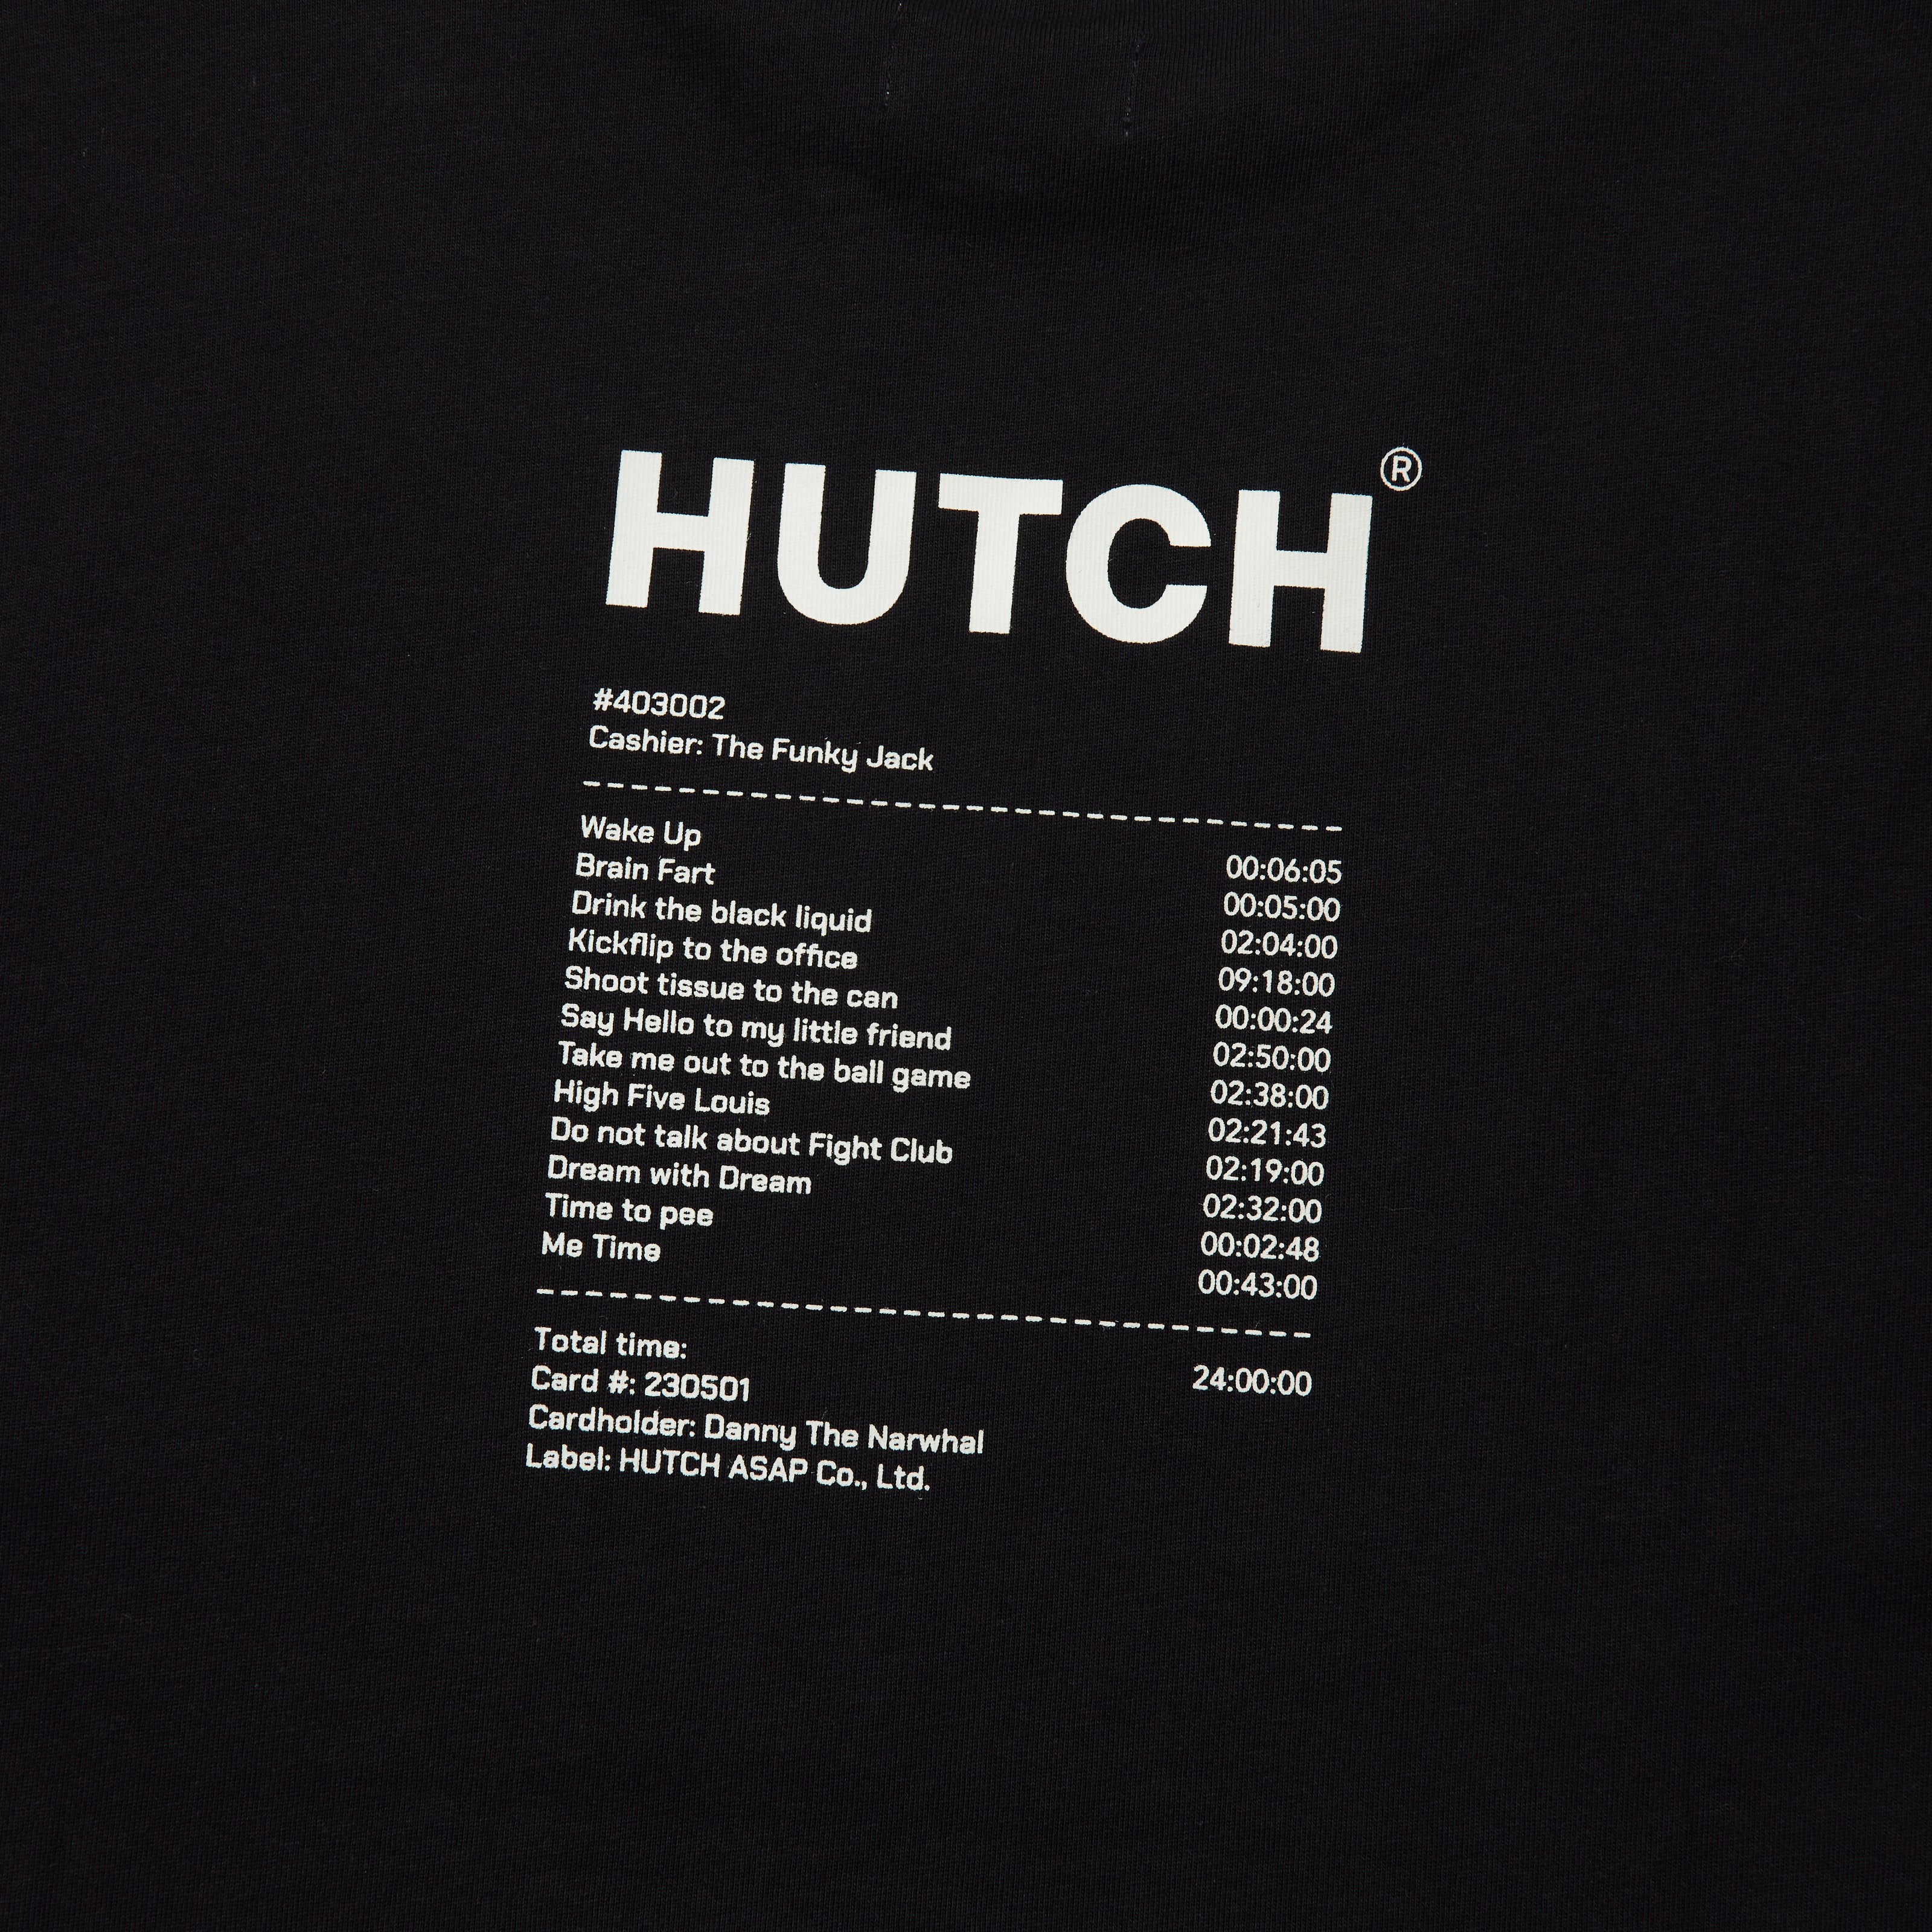 HUTCH®
#403002
Cashier: The Funky Jack
--------------------------------
Wake Up 00:06:05
Brain Fart 00:05:00
Drink the black liquid 02:04:00
Kickflip to the office 09:18:00
Shoot tissue to the can 00:00:24
Say Hello to my little friend 02:50:00
Take me out to the ball game 02:38:00
High Five Louis 02:21:43
Do not talk about Fight Club 02:19:00
Dream with Dream 02:32:00
Time to pee 00:02:48
Me Time 00:43:00
--------------------------------
Total time: 24:00:00
Card #: 230501
Cardholder: Danny The Narwhal
Label: HUTCH ASAP Co., Ltd.